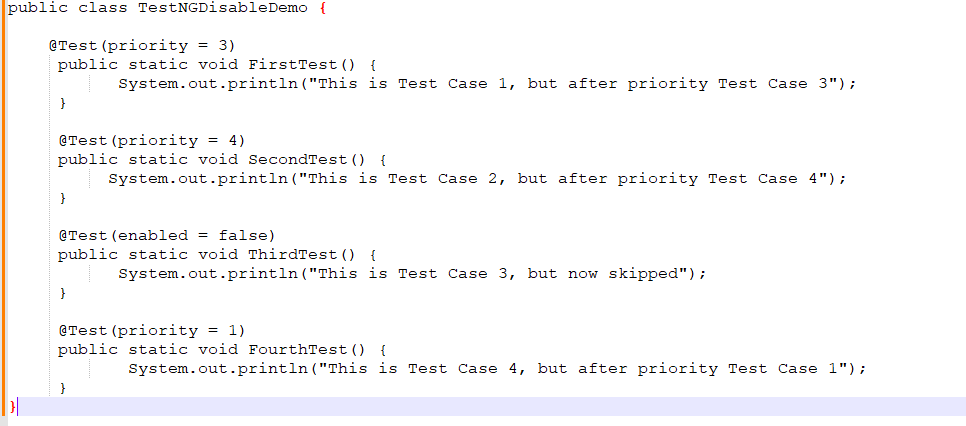 public class TestNGDisableDemo {
@Test(priority = 3)
public static void FirstTest() {
System.out.println("This is Test Case 1, but after priority Test Case 3");
}
@Test(priority = 4)
public static void SecondTest() {
System.out.println("This is Test Case 2, but after priority Test Case 4");
}
@Test(enabled = false)
public static void ThirdTest() {
System.out.println("This is Test Case 3, but now skipped");
}
@Test(priority = 1)
public static void FourthTest() {
System.out.println("This is Test Case 4, but after priority Test Case 1");
}
}